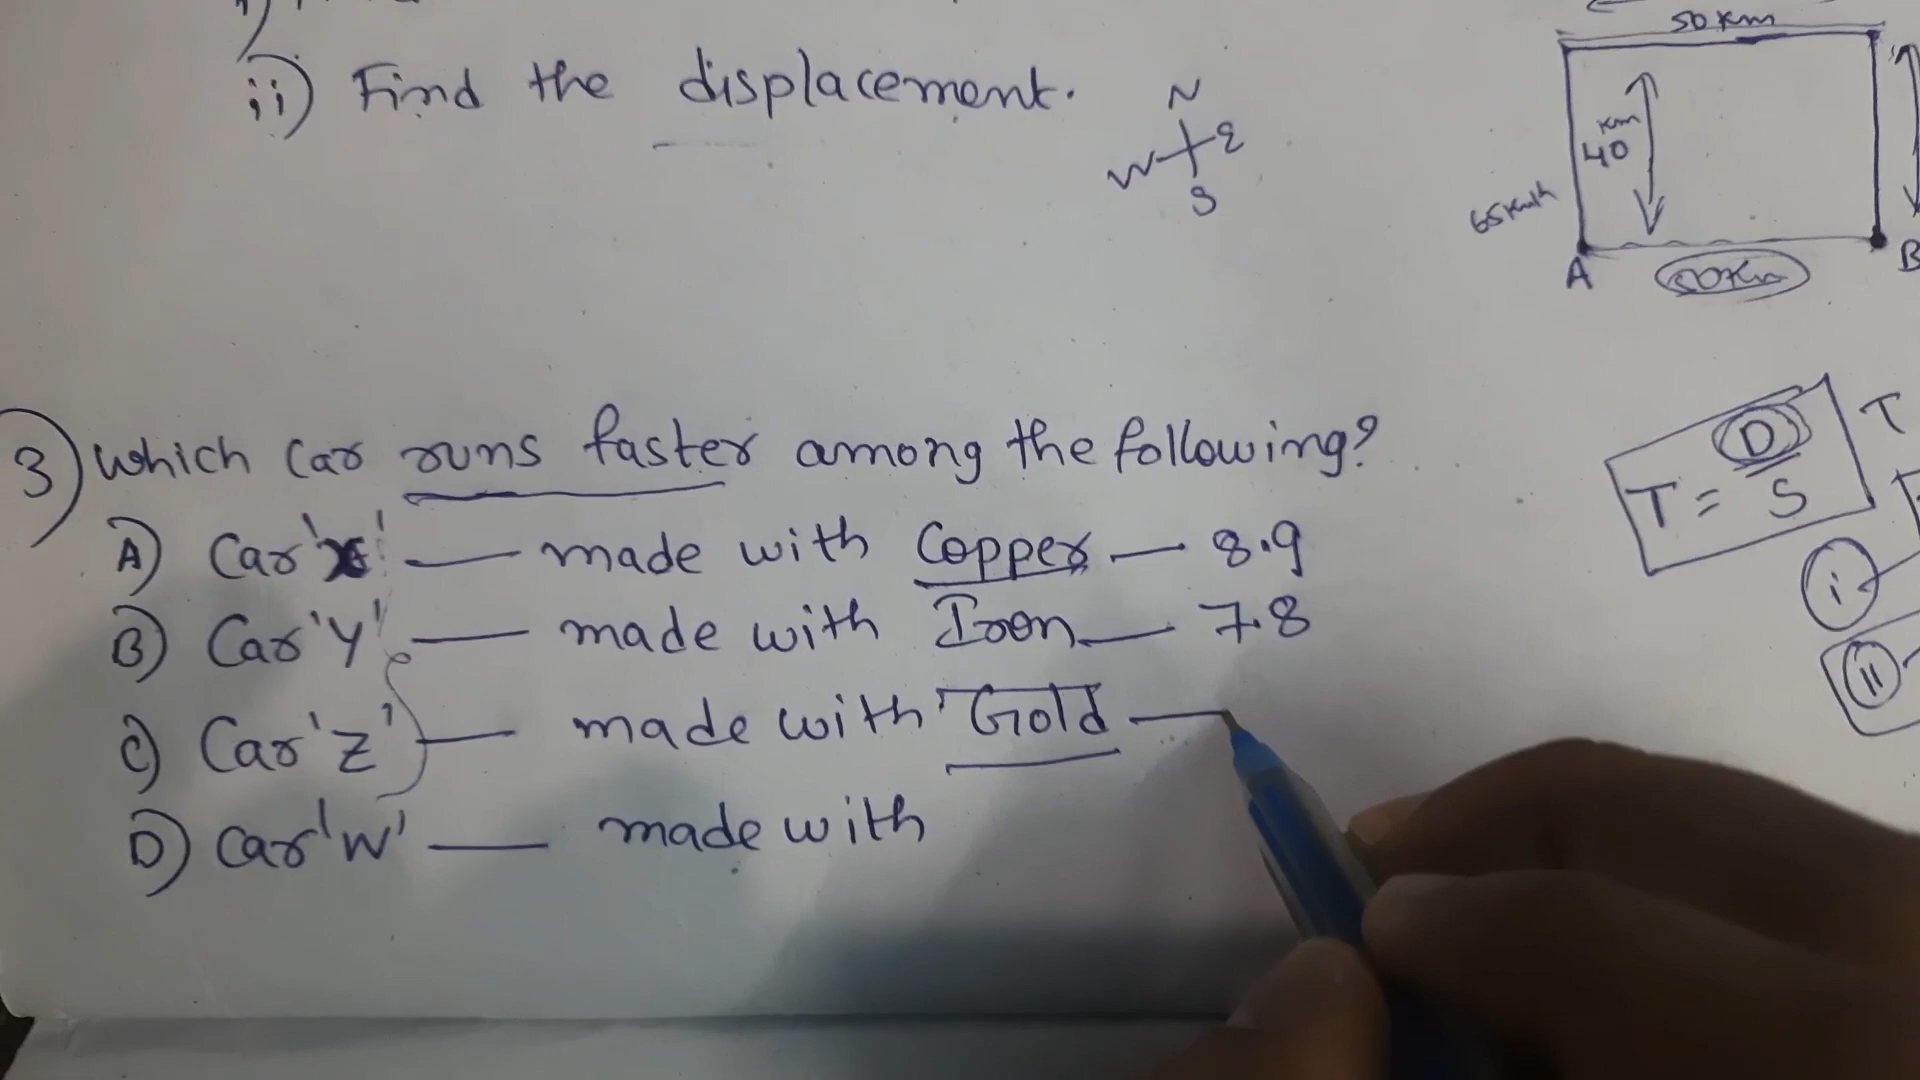 ii) Find the displacement.
N
W E
S
50 Km
40 Km
65 Km/h
A
B
3) Which Car runs faster among the following?
A) Car 'X' — made with Copper — 8.9
B) Car 'Y' — made with Iron — 7.8
C) Car 'Z' — made with Gold —
D) Car 'W' — made with
T = D/S
T
i
ii